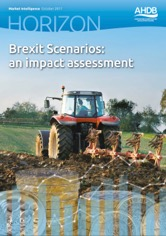 Market Intelligence October 2017
AHDB
HORIZON
Brexit Scenarios:
an impact assessment